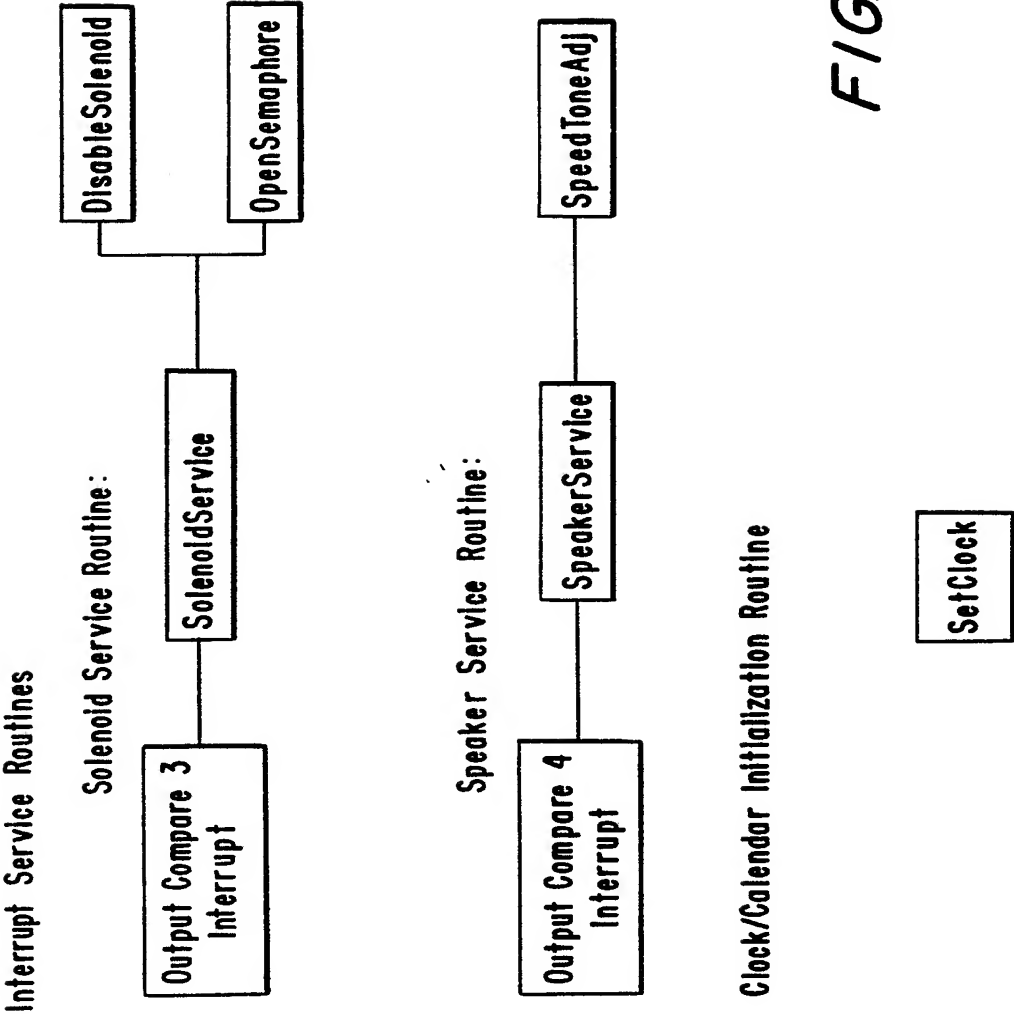 Interrupt Service Routines
Solenoid Service Routine:
Output Compare 3
Interrupt
SolenoidService
DisableSolenoid
OpenSemaphore
Speaker Service Routine:
Output Compare 4
Interrupt
SpeakerService
SpeedToneAdj
Clock/Calendar Initialization Routine
SetClock
FIG